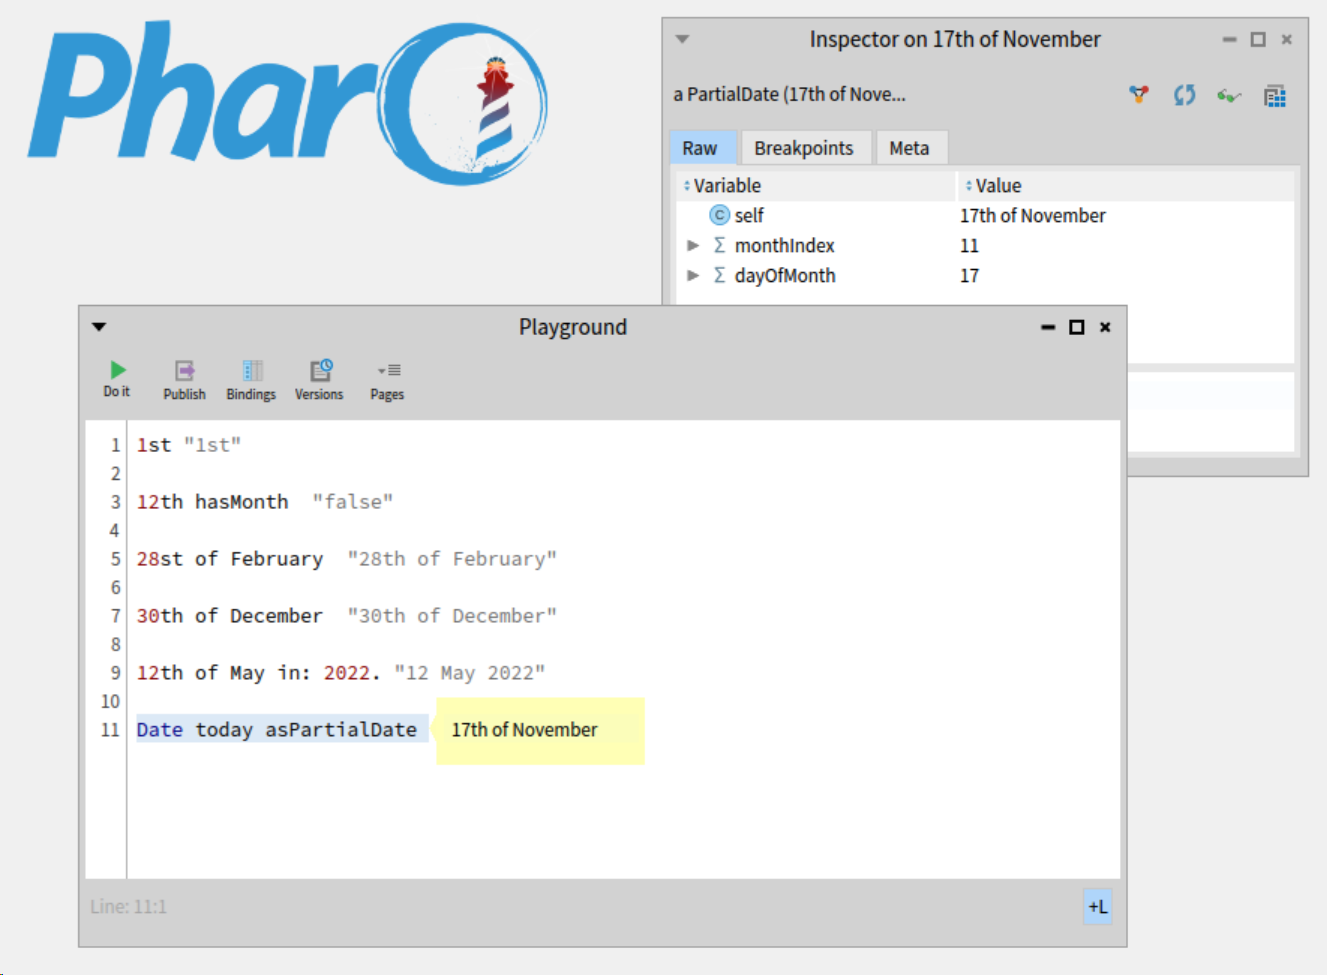 Pharo
Inspector on 17th of November
a PartialDate (17th of Nove...
Raw Breakpoints Meta
Variable Value
C self 17th of November
Σ monthIndex 11
Σ dayOfMonth 17
Playground
Do it Publish Bindings Versions Pages
1 1st "1st"
2
3 12th hasMonth "false"
4
5 28st of February "28th of February"
6
7 30th of December "30th of December"
8
9 12th of May in: 2022. "12 May 2022"
10
11 Date today asPartialDate 17th of November
Line: 11:1 +L